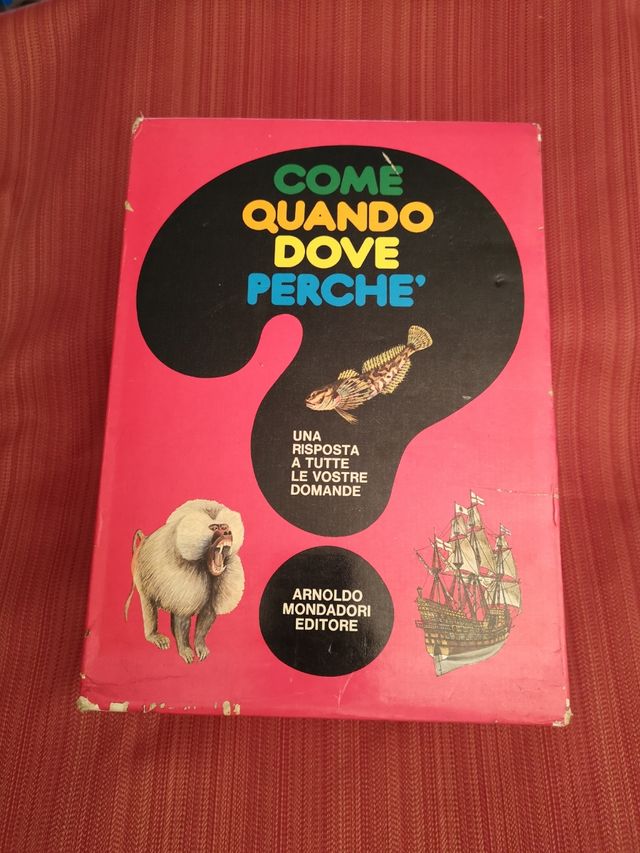 COME
QUANDO
DOVE
PERCHE'
UNA
RISPOSTA
A TUTTE
LE VOSTRE
DOMANDE
ARNOLDO
MONDADORI
EDITORE